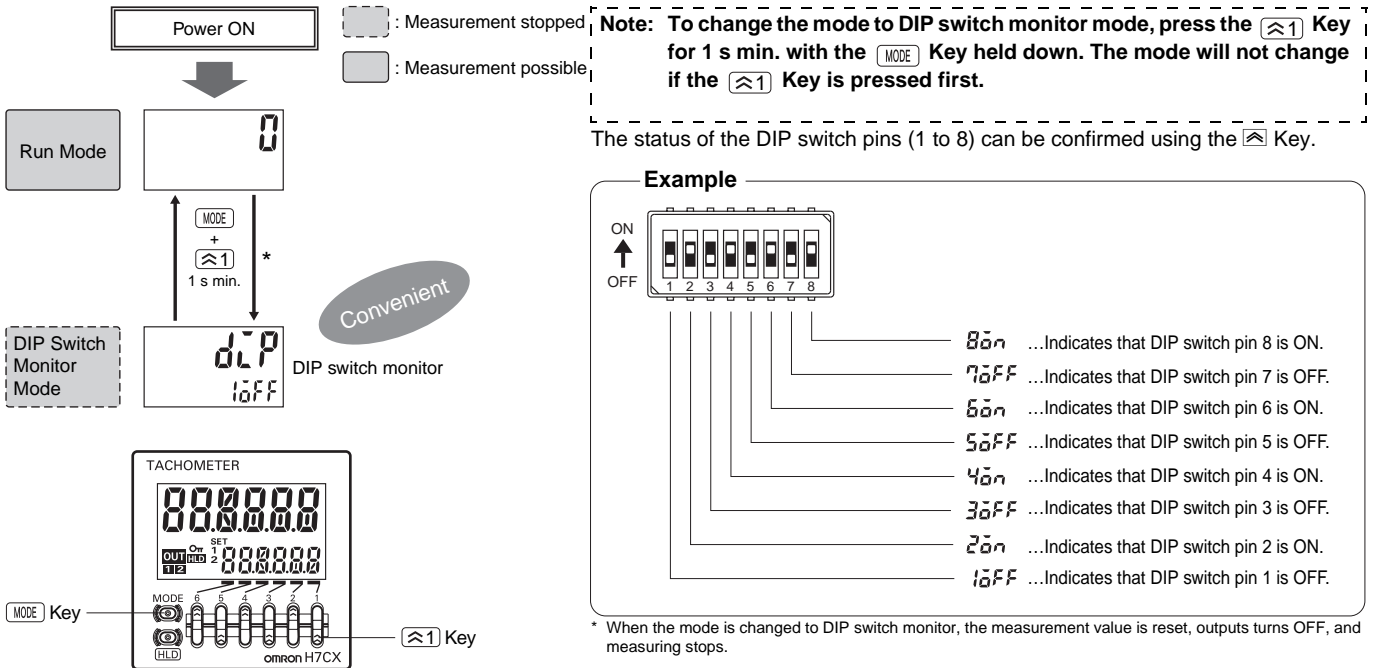 Power ON
: Measurement stopped
: Measurement possible
Run Mode
0
MODE
+
1
1 s min.
*
Convenient
DIP Switch
Monitor
Mode
dip
1oFF
DIP switch monitor
TACHOMETER
88.8.8.8.8
OUT HLD
1 2
SET
1
2
88.8.8.8.8
MODE 6 5 4 3 2 1
HLD
OMRON H7CX
MODE Key
1 Key
Note: To change the mode to DIP switch monitor mode, press the 1 Key
for 1 s min. with the MODE Key held down. The mode will not change
if the 1 Key is pressed first.
The status of the DIP switch pins (1 to 8) can be confirmed using the Key.
Example
ON
OFF
1 2 3 4 5 6 7 8
8on ...Indicates that DIP switch pin 8 is ON.
7oFF ...Indicates that DIP switch pin 7 is OFF.
6on ...Indicates that DIP switch pin 6 is ON.
5oFF ...Indicates that DIP switch pin 5 is OFF.
4on ...Indicates that DIP switch pin 4 is ON.
3oFF ...Indicates that DIP switch pin 3 is OFF.
2on ...Indicates that DIP switch pin 2 is ON.
1oFF ...Indicates that DIP switch pin 1 is OFF.
* When the mode is changed to DIP switch monitor, the measurement value is reset, outputs turns OFF, and
measuring stops.